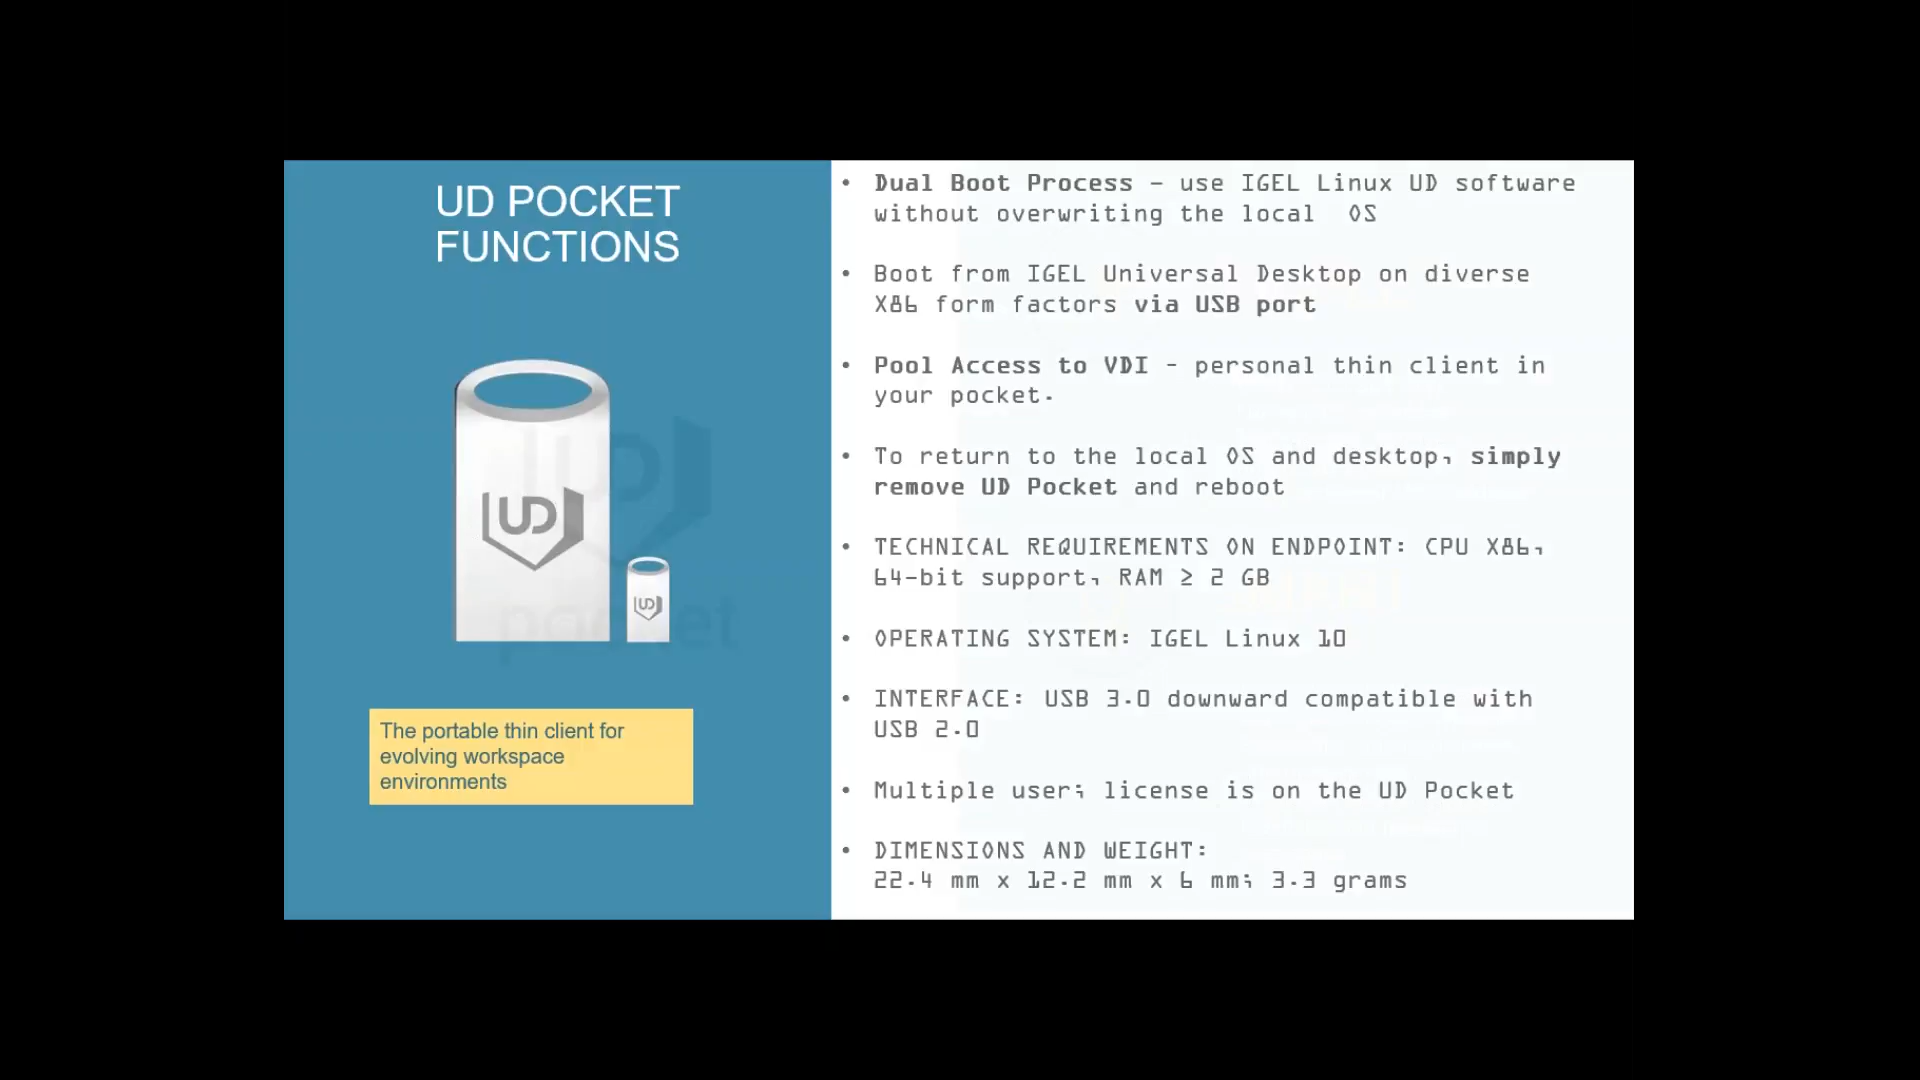 UD POCKET
FUNCTIONS
UD
UD
pocket
The portable thin client for
evolving workspace
environments
• Dual Boot Process – use IGEL Linux UD software
without overwriting the local OS
• Boot from IGEL Universal Desktop on diverse
X86 form factors via USB port
• Pool Access to VDI - personal thin client in
your pocket.
• To return to the local OS and desktop, simply
remove UD Pocket and reboot
• TECHNICAL REQUIREMENTS ON ENDPOINT: CPU X86,
64-bit support, RAM ≥ 2 GB
• OPERATING SYSTEM: IGEL Linux 10
• INTERFACE: USB 3.0 downward compatible with
USB 2.0
• Multiple user; license is on the UD Pocket
• DIMENSIONS AND WEIGHT:
22.4 mm x 12.2 mm x 6 mm; 3.3 grams